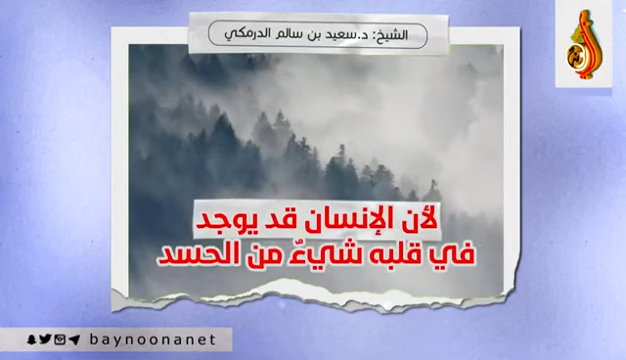 الشيخ: د.سعيد بن سالم الدرمكي
لأن الإنسان قد يوجد
في قلبه شيءٌ من الحسد
baynoonanet